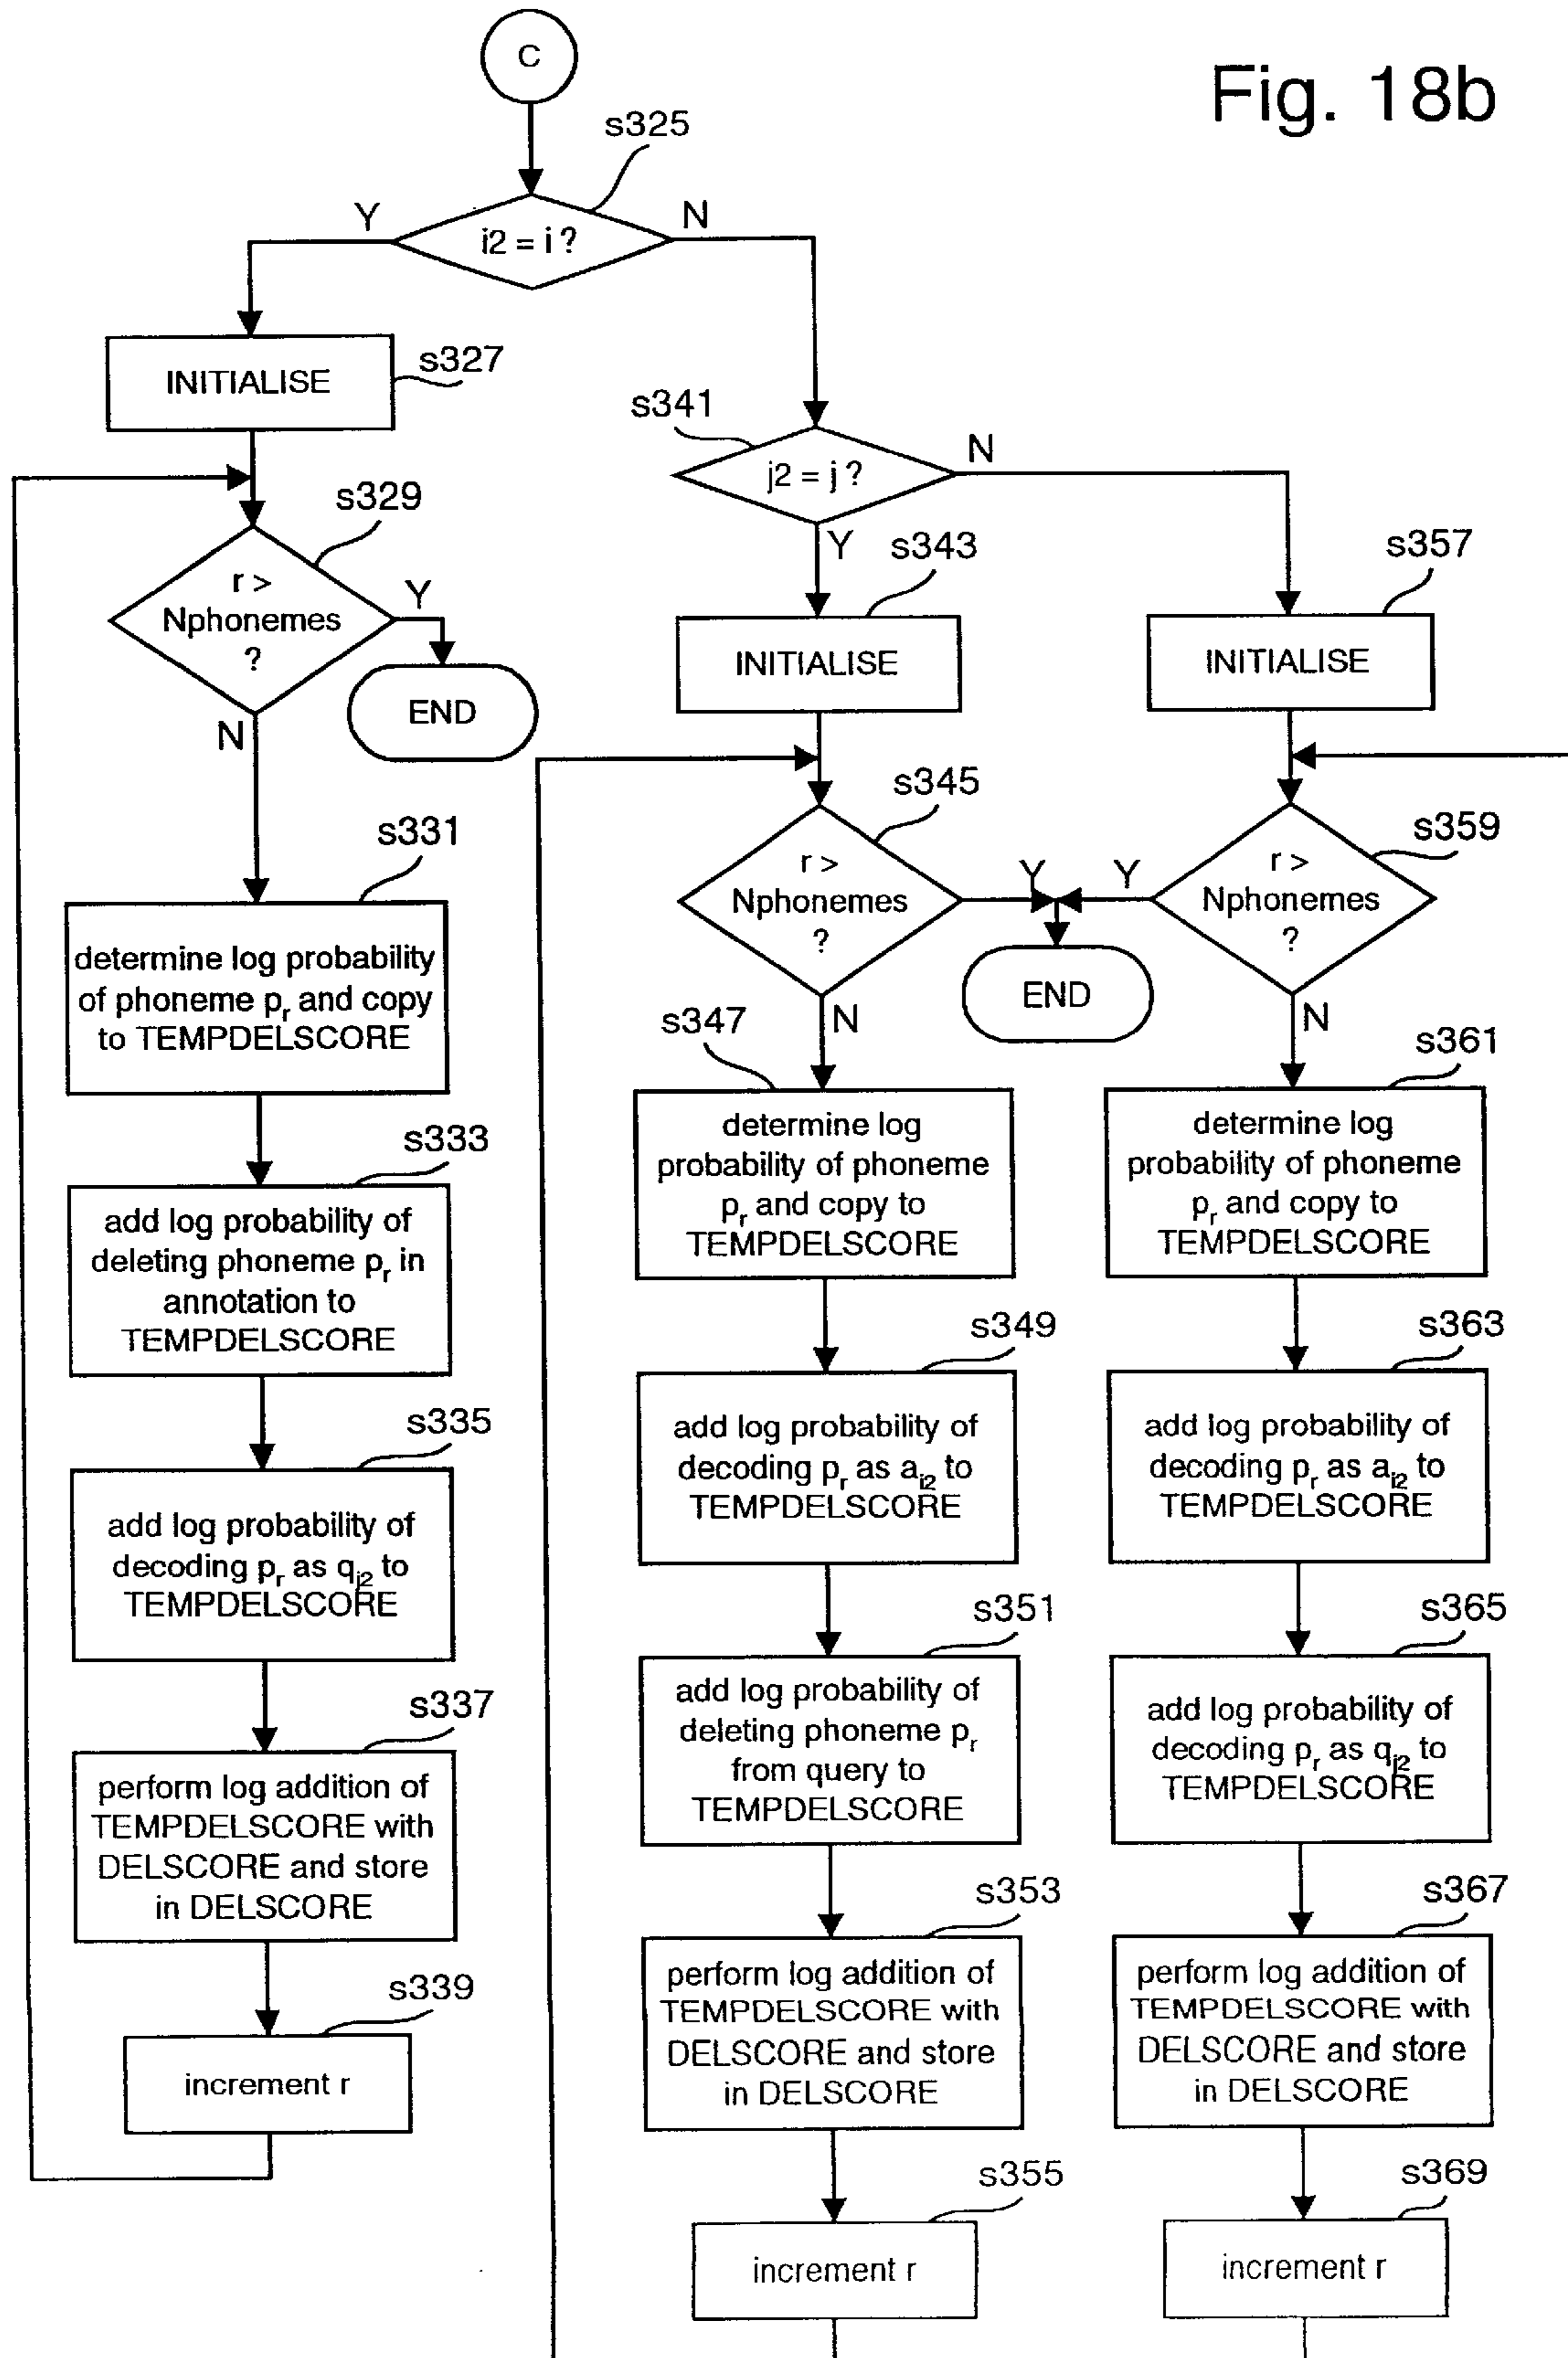 Fig. 18b
C
s325
Y
N
i2 = i ?
INITIALISE
s327
s329
r >
Nphonemes
?
Y
END
N
s331
determine log probability
of phoneme pr and copy
to TEMPDELSCORE
s333
add log probability of
deleting phoneme pr in
annotation to
TEMPDELSCORE
s335
add log probability of
decoding pr as qj2 to
TEMPDELSCORE
s337
perform log addition of
TEMPDELSCORE with
DELSCORE and store
in DELSCORE
s339
increment r
s341
j2 = j ?
N
Y
s343
INITIALISE
s345
r >
Nphonemes
?
Y
END
N
s347
determine log
probability of phoneme
pr and copy to
TEMPDELSCORE
s349
add log probability of
decoding pr as ai2 to
TEMPDELSCORE
s351
add log probability of
deleting phoneme pr
from query to
TEMPDELSCORE
s353
perform log addition of
TEMPDELSCORE with
DELSCORE and store
in DELSCORE
s355
increment r
s357
INITIALISE
s359
r >
Nphonemes
?
Y
N
s361
determine log
probability of phoneme
pr and copy to
TEMPDELSCORE
s363
add log probability of
decoding pr as ai2 to
TEMPDELSCORE
s365
add log probability of
decoding pr as qj2 to
TEMPDELSCORE
s367
perform log addition of
TEMPDELSCORE with
DELSCORE and store
in DELSCORE
s369
increment r